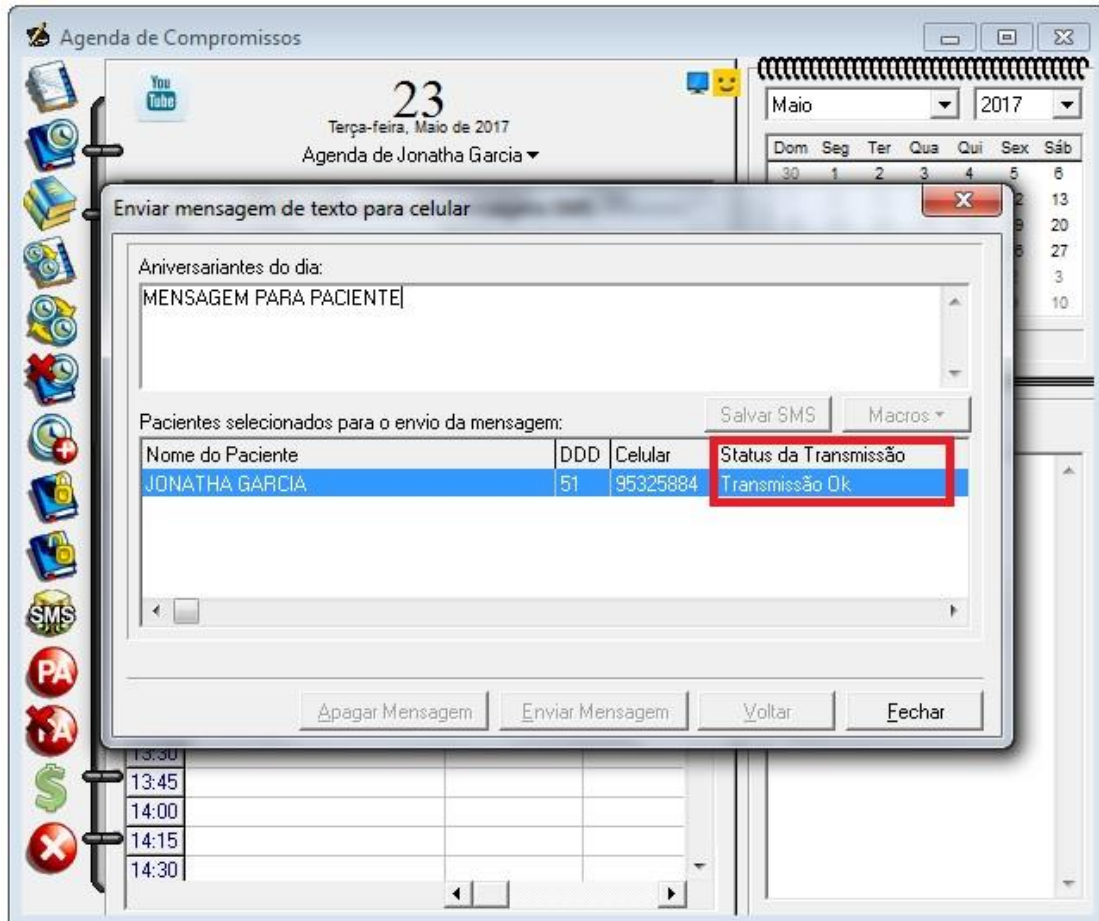 Agenda de Compromissos
You
Tube
23
Terça-feira, Maio de 2017
Agenda de Jonatha Garcia
Maio 2017
Dom Seg Ter Qua Qui Sex Sáb
30 1 2 3 4 5 6
13
20
27
3
10
Enviar mensagem de texto para celular
Aniversariantes do dia:
MENSAGEM PARA PACIENTE
Salvar SMS Macros
Pacientes selecionados para o envio da mensagem:
Nome do Paciente DDD Celular Status da Transmissão
JONATHA GARCIA 51 95325884 Transmissão Ok
Apagar Mensagem Enviar Mensagem Voltar Fechar
SMS
PA
PA
13:30
13:45
14:00
14:15
14:30